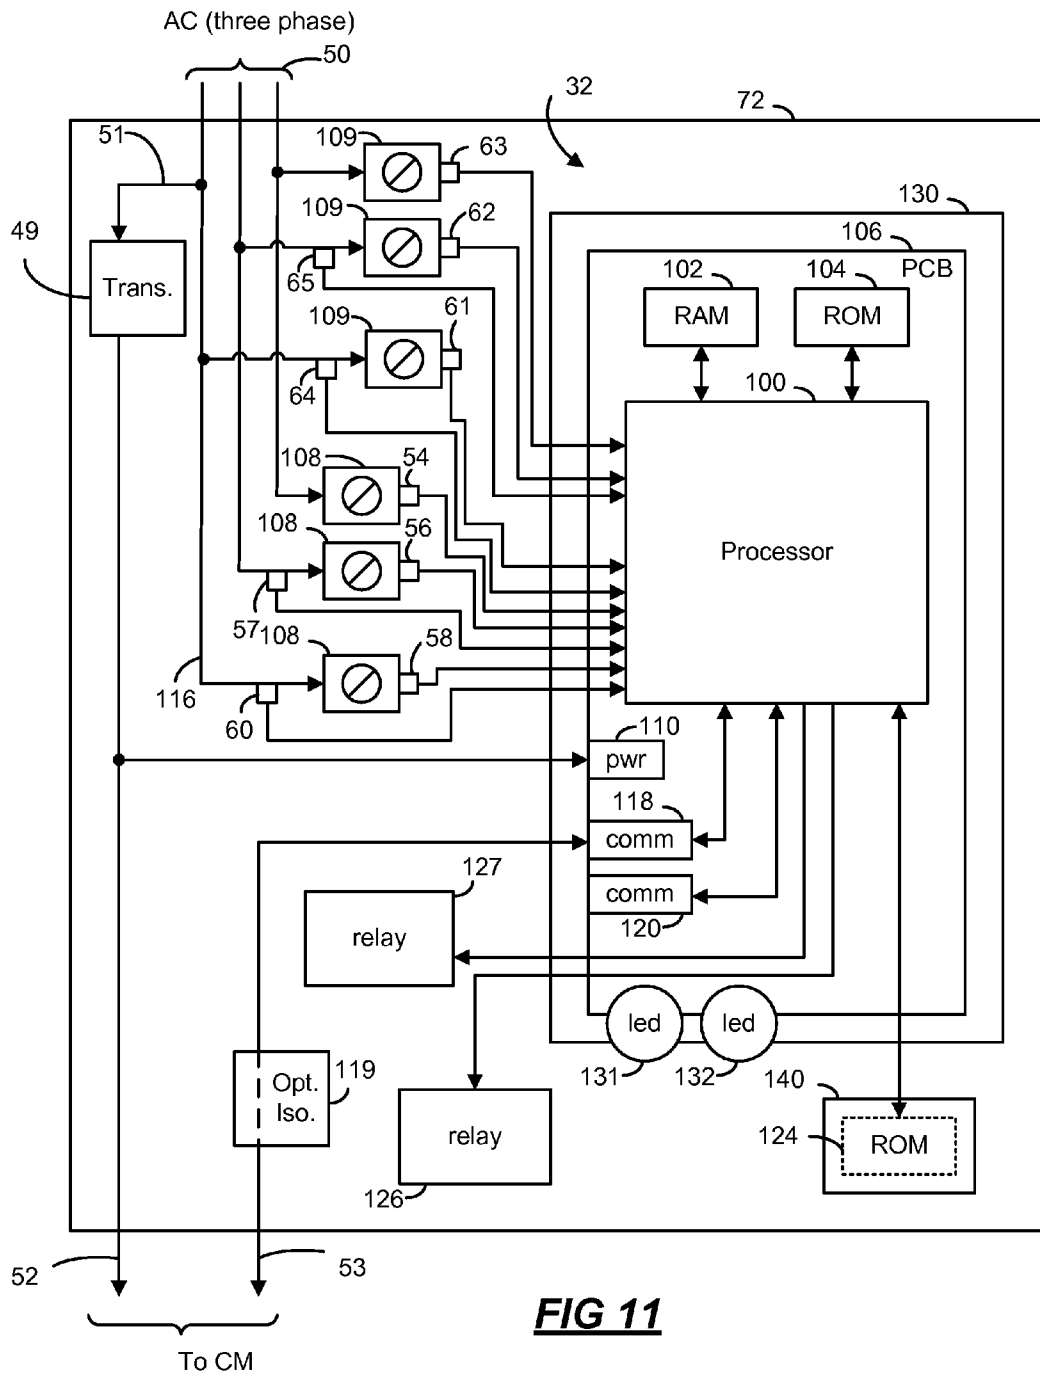 AC (three phase)
50
32
72
51
109
63
130
109
62
106
49
PCB
102
104
Trans.
65
RAM
ROM
109
61
100
64
108
54
108
56
Processor
57
108
58
116
60
110
pwr
118
comm
127
comm
120
relay
led
led
119
131
132
140
Opt.
Iso.
124
ROM
relay
126
52
53
FIG 11
To CM